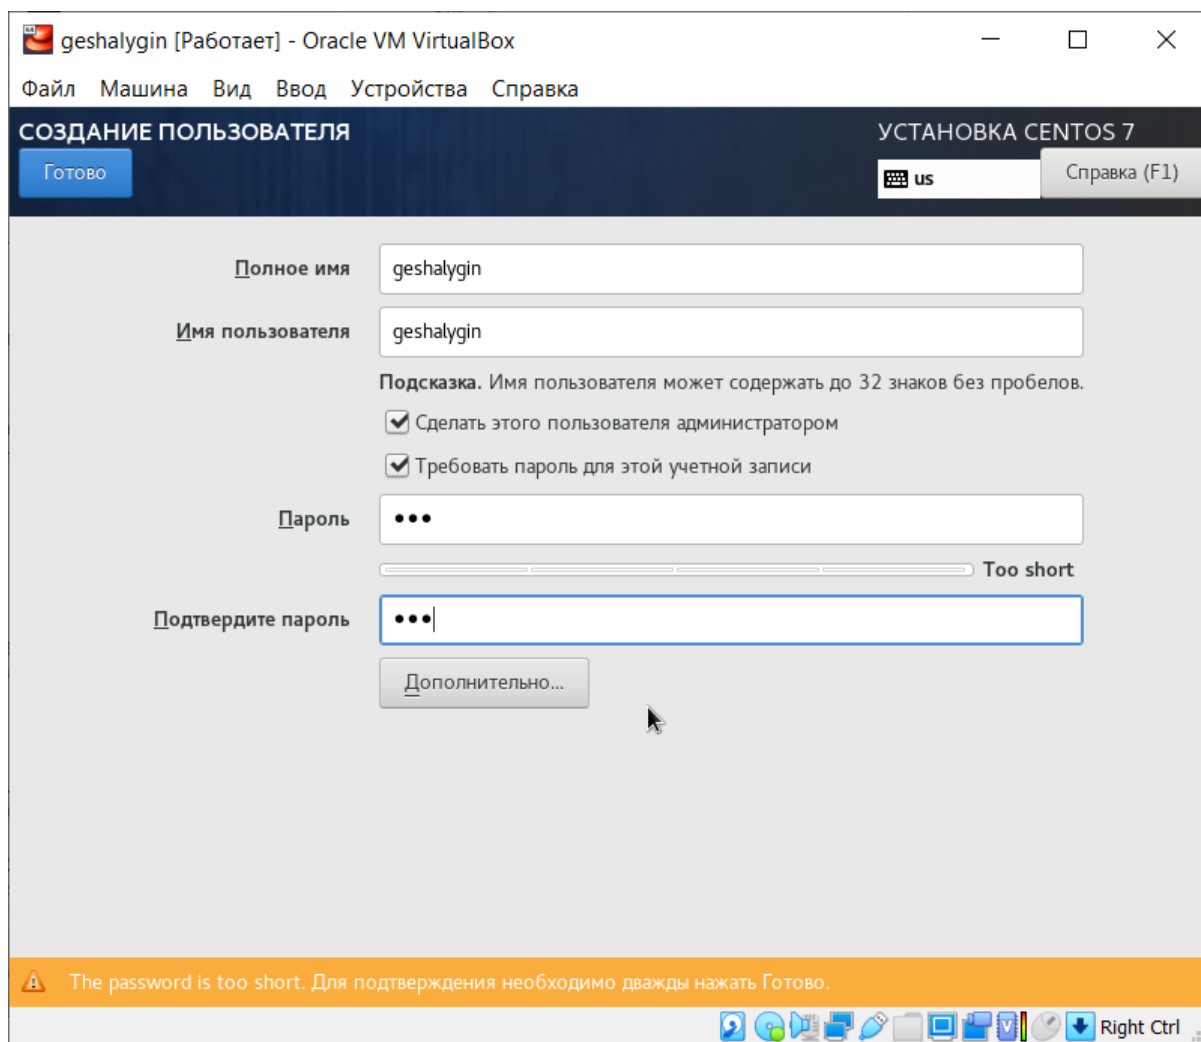 geshalygin [Работает] - Oracle VM VirtualBox
Файл Машина Вид Ввод Устройства Справка
СОЗДАНИЕ ПОЛЬЗОВАТЕЛЯ
УСТАНОВКА CENTOS 7
Готово
us
Справка (F1)
Полное имя
geshalygin
Имя пользователя
geshalygin
Подсказка. Имя пользователя может содержать до 32 знаков без пробелов.
Сделать этого пользователя администратором
Требовать пароль для этой учетной записи
Пароль
•••
Too short
Подтвердите пароль
•••
Дополнительно...
The password is too short. Для подтверждения необходимо дважды нажать Готово.
Right Ctrl